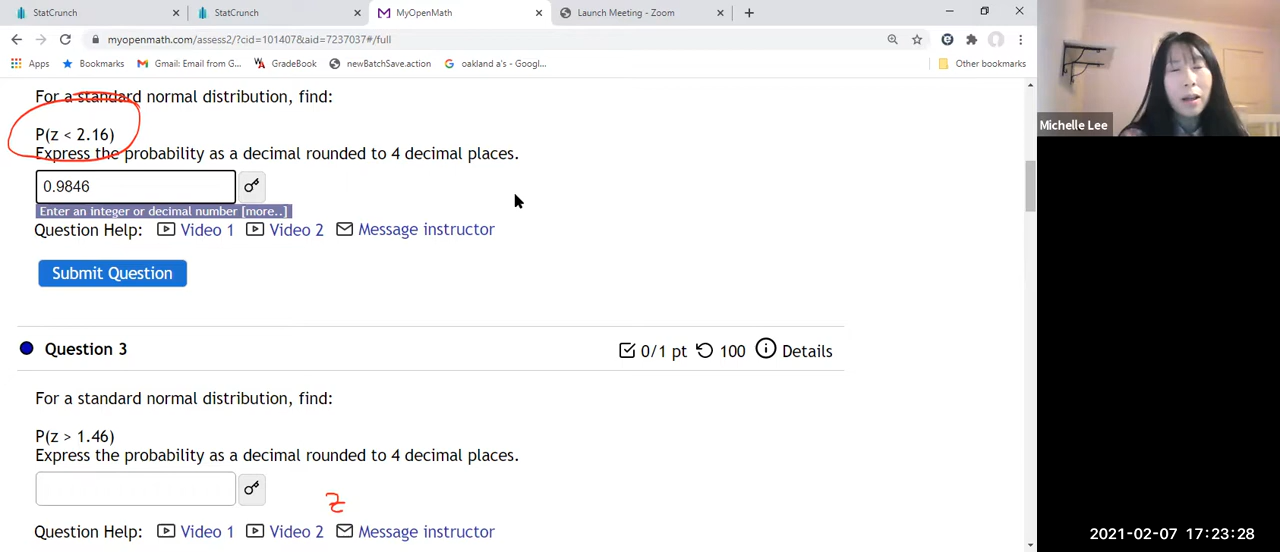 StatCrunch
StatCrunch
MyOpenMath
Launch Meeting - Zoom
myopenmath.com/assess2/?cid=101407&aid=7237037#/full
Apps
Bookmarks
Gmail: Email from G...
GradeBook
newBatchSave.action
oakland a's - Googl...
Other bookmarks
For a standard normal distribution, find:
P(z < 2.16)
Express the probability as a decimal rounded to 4 decimal places.
0.9846
Enter an integer or decimal number [more..]
Question Help: Video 1 Video 2 Message instructor
Submit Question
Question 3
0/1 pt 100 Details
For a standard normal distribution, find:
P(z > 1.46)
Express the probability as a decimal rounded to 4 decimal places.
z
Question Help: Video 1 Video 2 Message instructor
Michelle Lee
2021-02-07 17:23:28